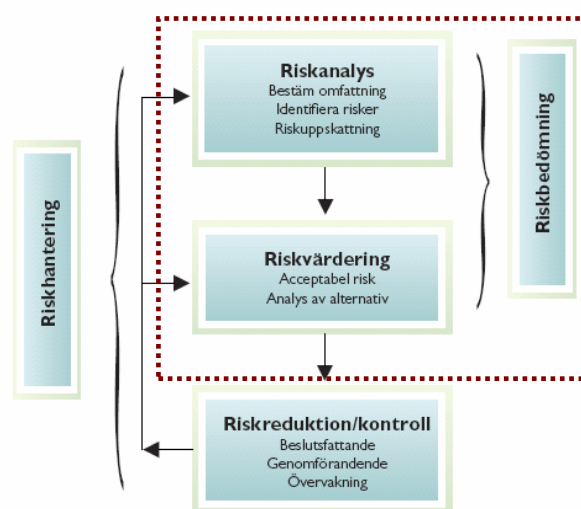 Riskanalys
Bestäm omfattning
Identifiera risker
Riskuppskattning
Riskbedömning
Riskhantering
Riskvärdering
Acceptabel risk
Analys av alternativ
Riskreduktion/kontroll
Beslutsfattande
Genomförandende
Övervakning